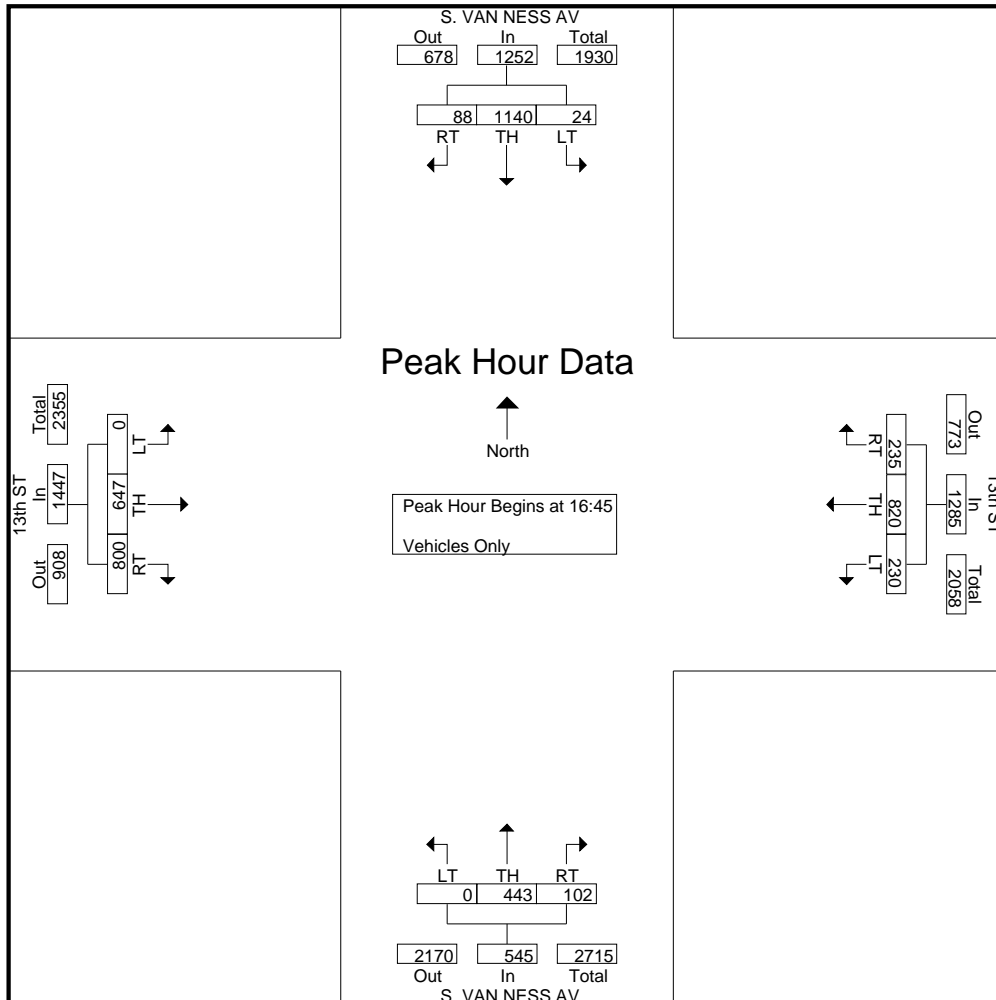 S. VAN NESS AV
Out In Total
678 1252 1930
88 1140 24
RT TH LT
Peak Hour Data
North
Peak Hour Begins at 16:45
Vehicles Only
13th ST
Total In Out
2355 1447 908
0 647 800
LT TH RT
RT TH LT
235 820 230
Out In Total
773 1285 2058
13th ST
LT TH RT
0 443 102
2170 545 2715
Out In Total
S. VAN NESS AV